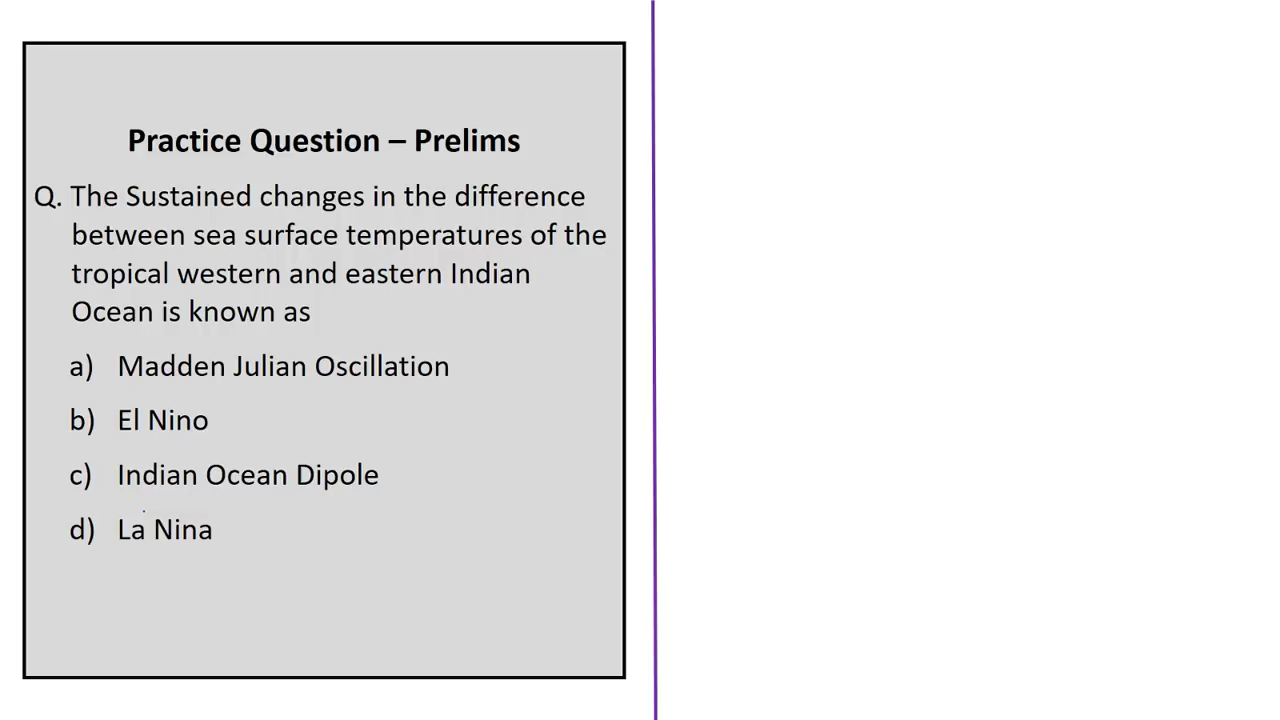 Practice Question – Prelims
Q. The Sustained changes in the difference
between sea surface temperatures of the
tropical western and eastern Indian
Ocean is known as
a) Madden Julian Oscillation
b) El Nino
c) Indian Ocean Dipole
d) La Nina